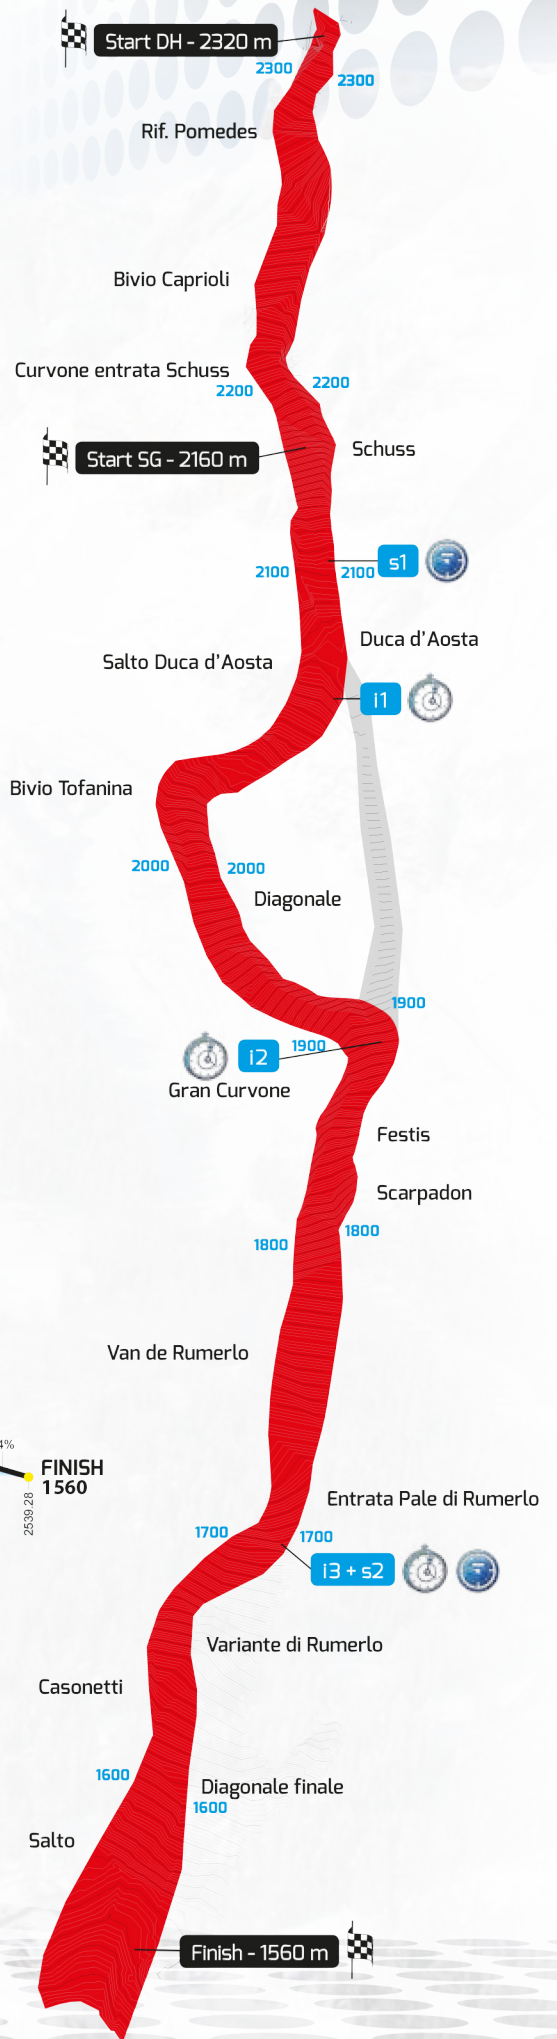 Start DH - 2320 m
2300
2300
Rif. Pomedes
Bivio Caprioli
Curvone entrata Schuss
2200
2200
Start SG - 2160 m
Schuss
s1
2100
2100
Duca d'Aosta
Salto Duca d'Aosta
i1
Bivio Tofanina
2000
2000
Diagonale
1900
i2
1900
Gran Curvone
Festis
Scarpadon
1800
1800
Van de Rumerlo
4%
FINISH
1560
2539.28
Entrata Pale di Rumerlo
1700
1700
i3 + s2
Variante di Rumerlo
Casonetti
1600
Diagonale finale
1600
Salto
Finish - 1560 m